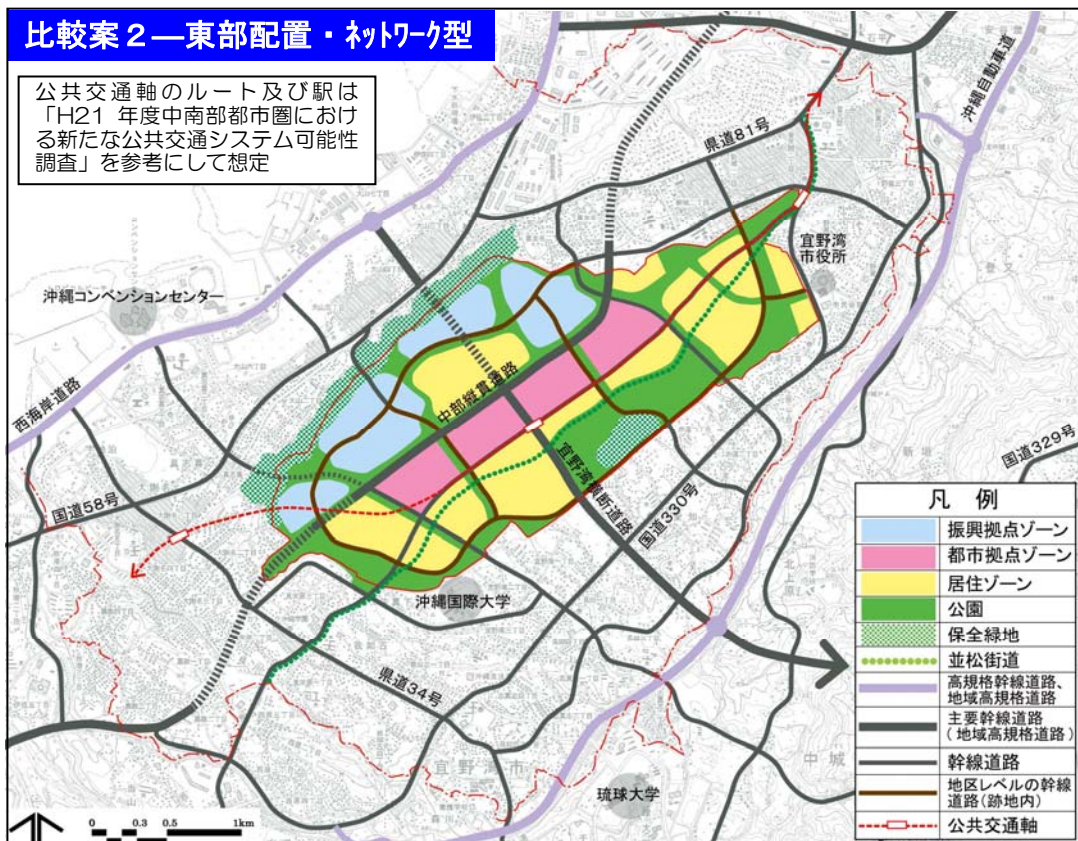 比較案２―東部配置・ネットワーク型
公共交通軸のルート及び駅は
「H21 年度中南部都市圏における新たな公共交通システム可能性
調査」を参考にして想定
沖縄自動車道
県道81号
宜野湾
市役所
沖縄コンベンションセンター
中部縦貫道路
西海岸道路
宜野湾横断道路
国道330号
国道329号
国道58号
沖縄国際大学
県道34号
宜野湾市
中城
琉球大学
0 0.3 0.5 1km
凡 例
振興拠点ゾーン
都市拠点ゾーン
居住ゾーン
公園
保全緑地
並松街道
高規格幹線道路、
地域高規格道路
主要幹線道路
（地域高規格道路）
幹線道路
地区レベルの幹線
道路(跡地内)
公共交通軸